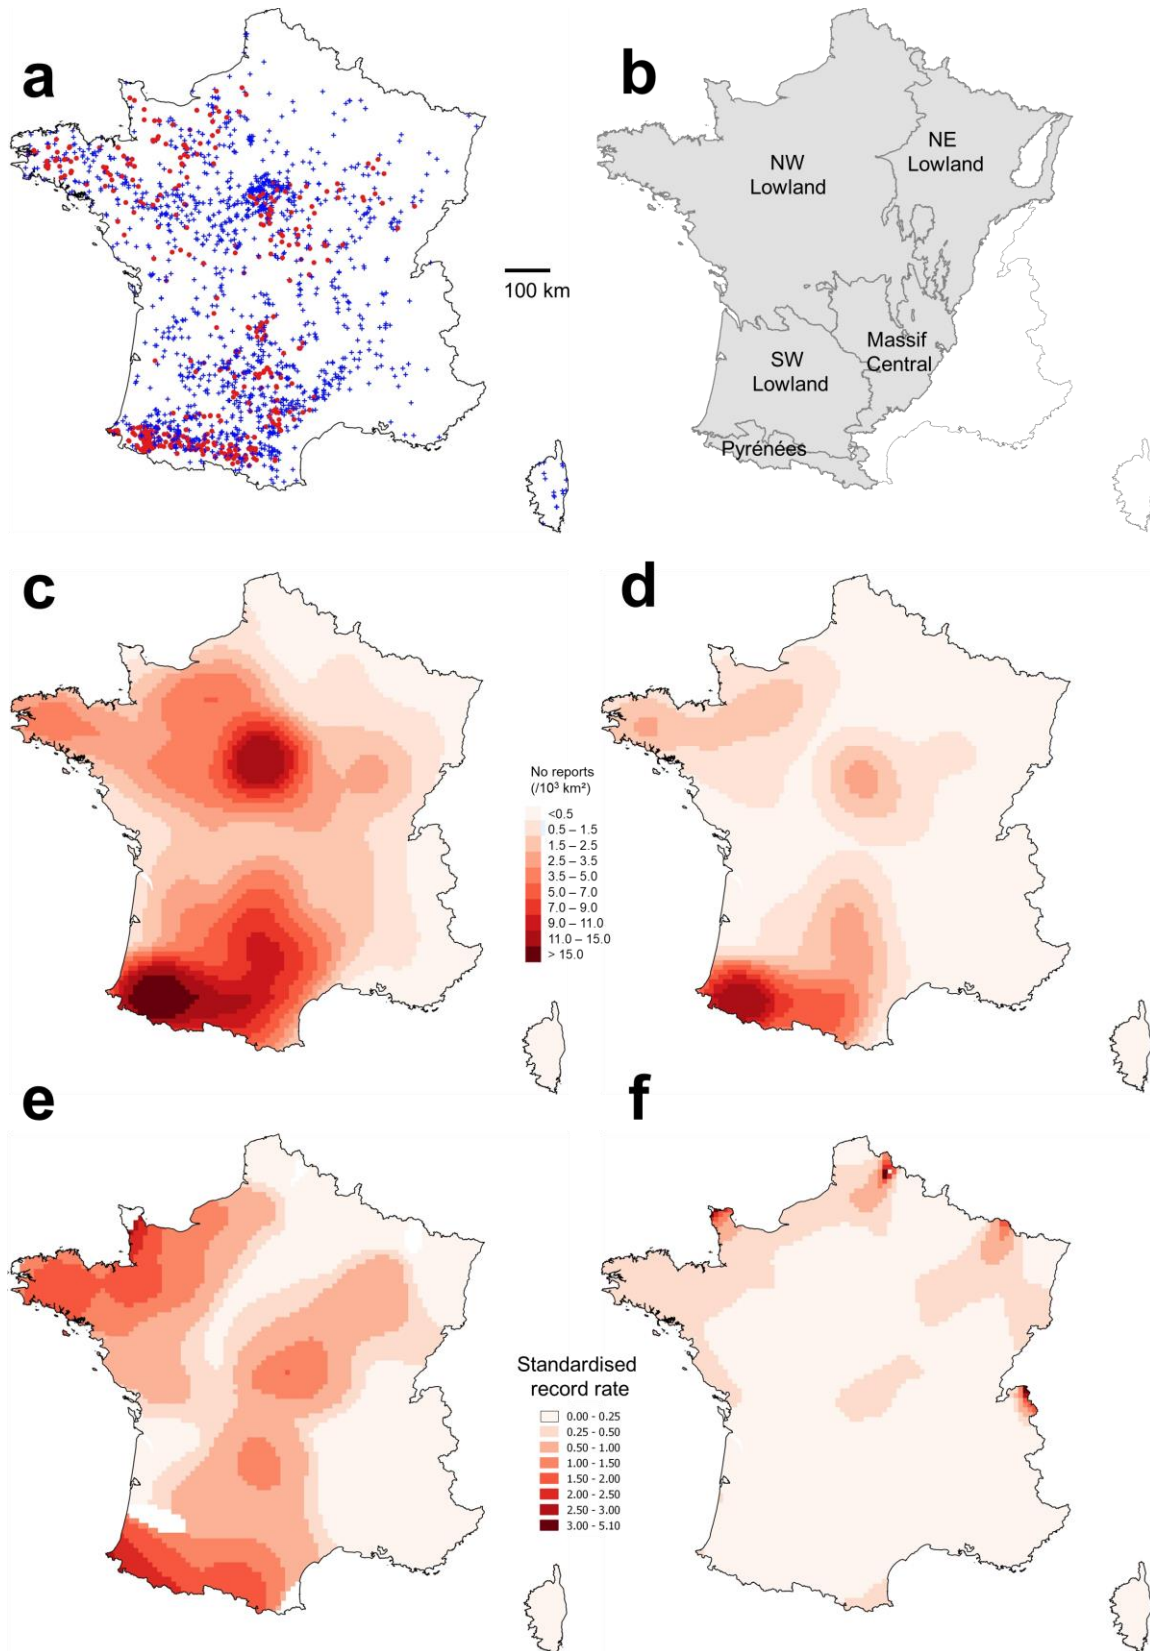 a
100 km
b
NW
Lowland
NE
Lowland
Massif
Central
SW
Lowland
Pyrénées
c
No reports
(/10³ km²)
<0.5
0.5 – 1.5
1.5 – 2.5
2.5 – 3.5
3.5 – 5.0
5.0 – 7.0
7.0 – 9.0
9.0 – 11.0
11.0 – 15.0
> 15.0
d
e
Standardised
record rate
0.00 - 0.25
0.25 - 0.50
0.50 - 1.00
1.00 - 1.50
1.50 - 2.00
2.00 - 2.50
2.50 - 3.00
3.00 - 5.10
f